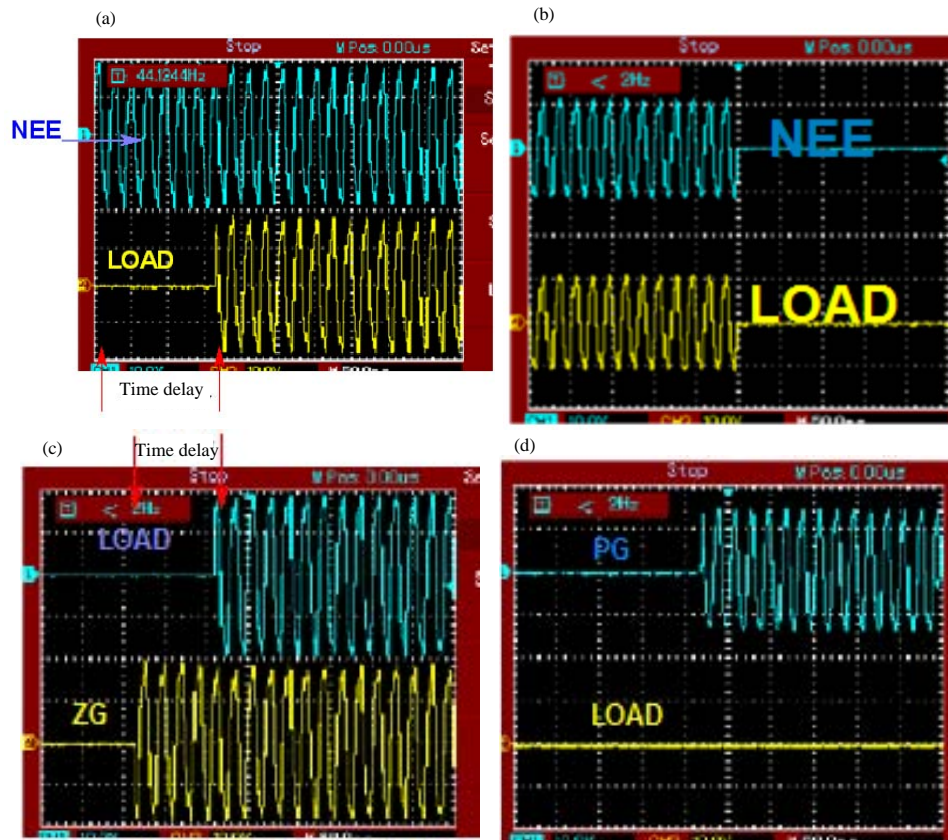 (a)
Stop M Pos: 0.00us
T 44.1244Hz
NEE
LOAD
Time delay
(b)
Stop M Pos: 0.00us
< 2Hz
NEE
LOAD
(c)
Time delay
Stop M Pos: 0.00us
< 2Hz
LOAD
ZG
(d)
Stop M Pos: 0.00us
< 2Hz
PG
LOAD